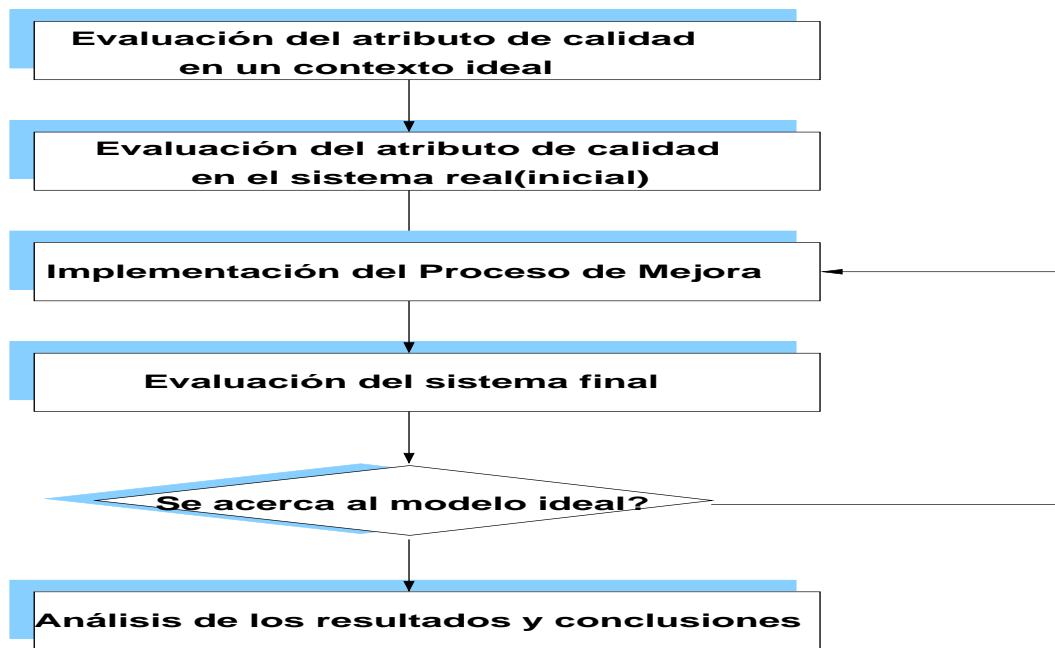 Evaluación del atributo de calidad
en un contexto ideal
Evaluación del atributo de calidad
en el sistema real(inicial)
Implementación del Proceso de Mejora
Evaluación del sistema final
Se acerca al modelo ideal?
Análisis de los resultados y conclusiones